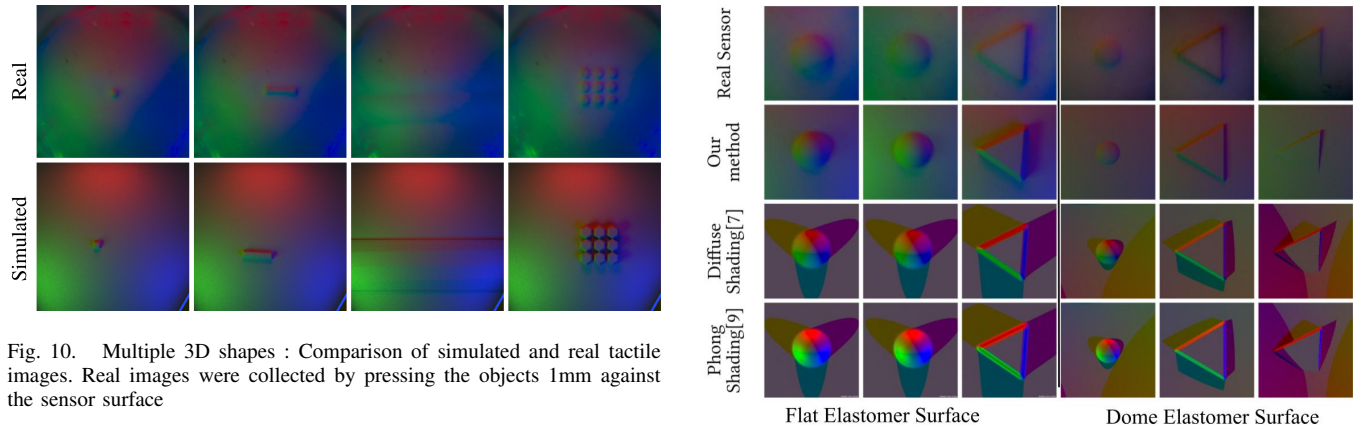 Real
Simulated
Fig. 10. Multiple 3D shapes : Comparison of simulated and real tactile
images. Real images were collected by pressing the objects 1mm against
the sensor surface
Real Sensor
Our
method
Diffuse
Shading[7]
Phong
Shading[9]
Flat Elastomer Surface
Dome Elastomer Surface